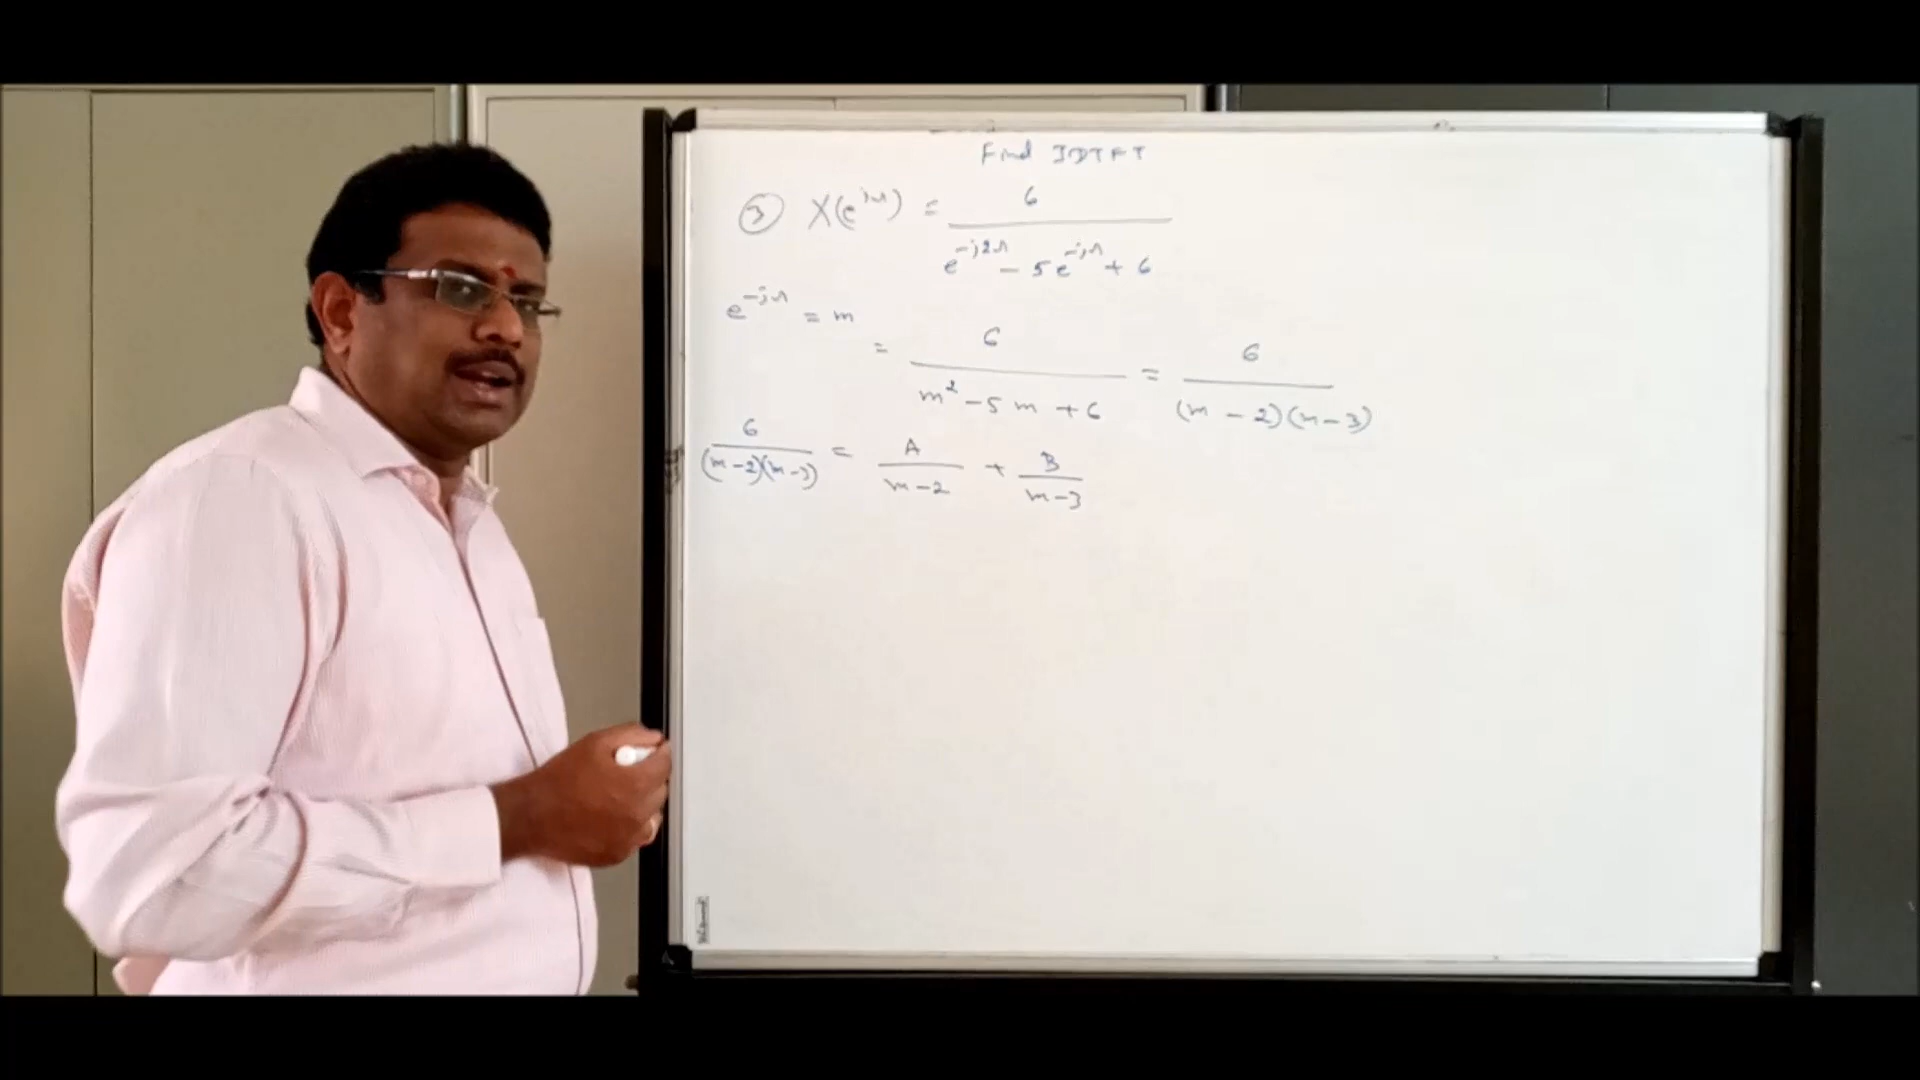 Find IDTFT
③ X(e^{jΩ}) = 6 / (e^{-j2Ω} - 5e^{-jΩ} + 6)
e^{-jΩ} = m
= 6 / (m² - 5m + 6) = 6 / ((m - 2)(m - 3))
6 / ((m-2)(m-3)) = A / (m-2) + B / (m-3)